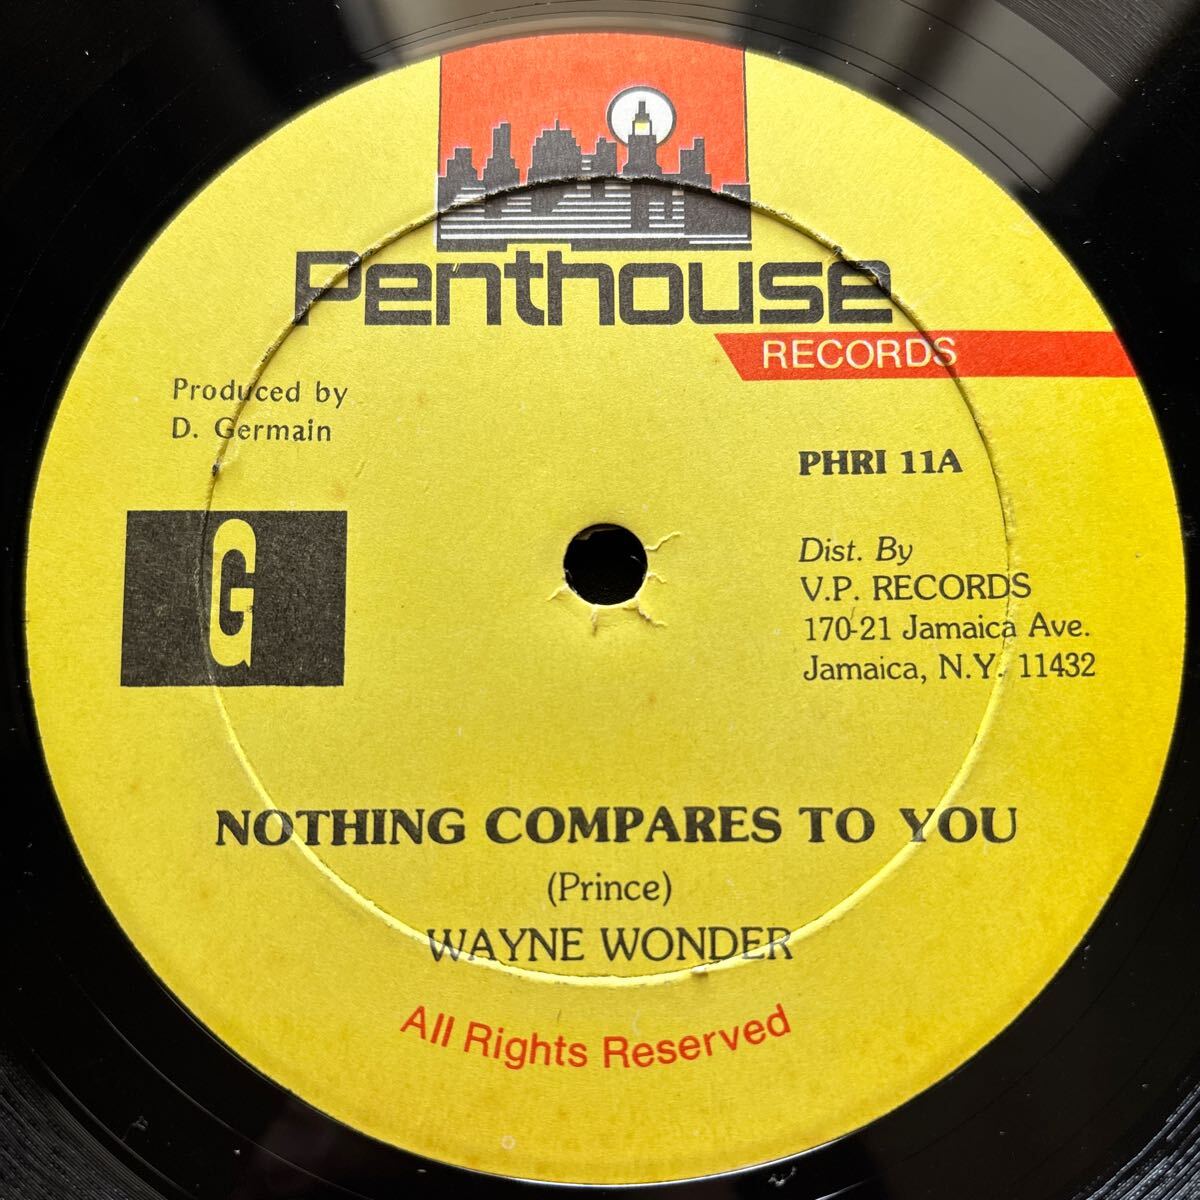 Penthouse
RECORDS
Produced by
D. Germain
PHRI 11A
G
Dist. By
V.P. RECORDS
170-21 Jamaica Ave.
Jamaica, N.Y. 11432
NOTHING COMPARES TO YOU
(Prince)
WAYNE WONDER
All Rights Reserved